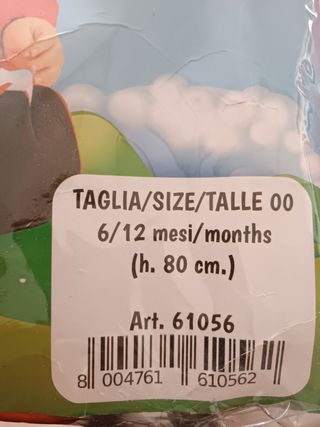 TAGLIA/SIZE/TALLE 00
6/12 mesi/months
(h. 80 cm.)
Art. 61056
8 004761 610562